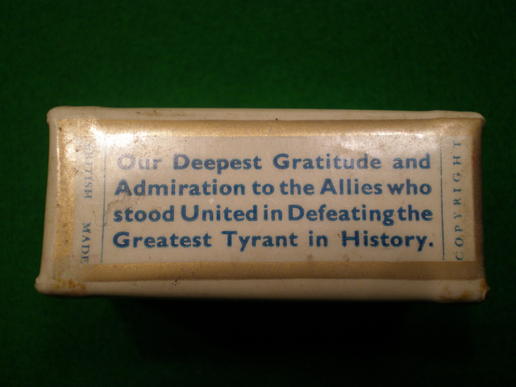 Our Deepest Gratitude and
Admiration to the Allies who
stood United in Defeating the
Greatest Tyrant in History.
BRITISH MADE
COPYRIGHT